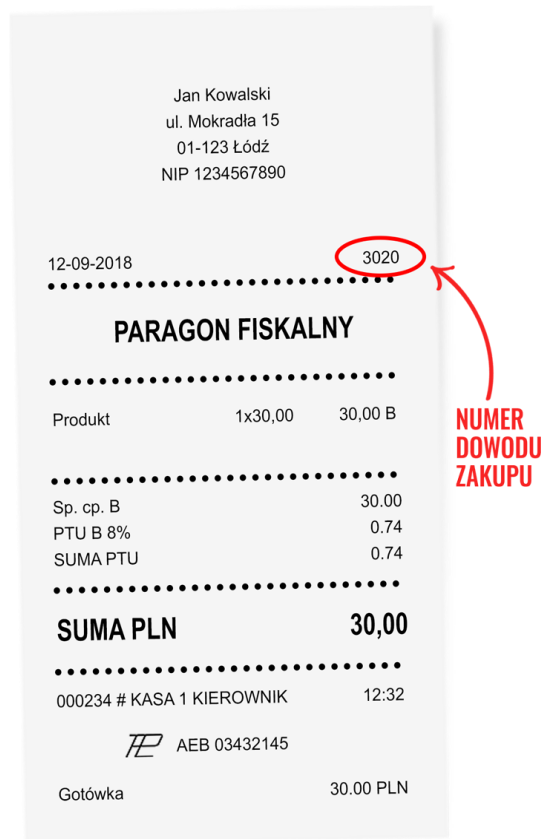 Jan Kowalski
ul. Mokradła 15
01-123 Łódź
NIP 1234567890
12-09-2018 3020
PARAGON FISKALNY
Produkt 1x30,00 30,00 B
NUMER
DOWODU
ZAKUPU
Sp. cp. B 30.00
PTU B 8% 0.74
SUMA PTU 0.74
SUMA PLN 30,00
000234 # KASA 1 KIEROWNIK 12:32
AEB 03432145
Gotówka 30.00 PLN